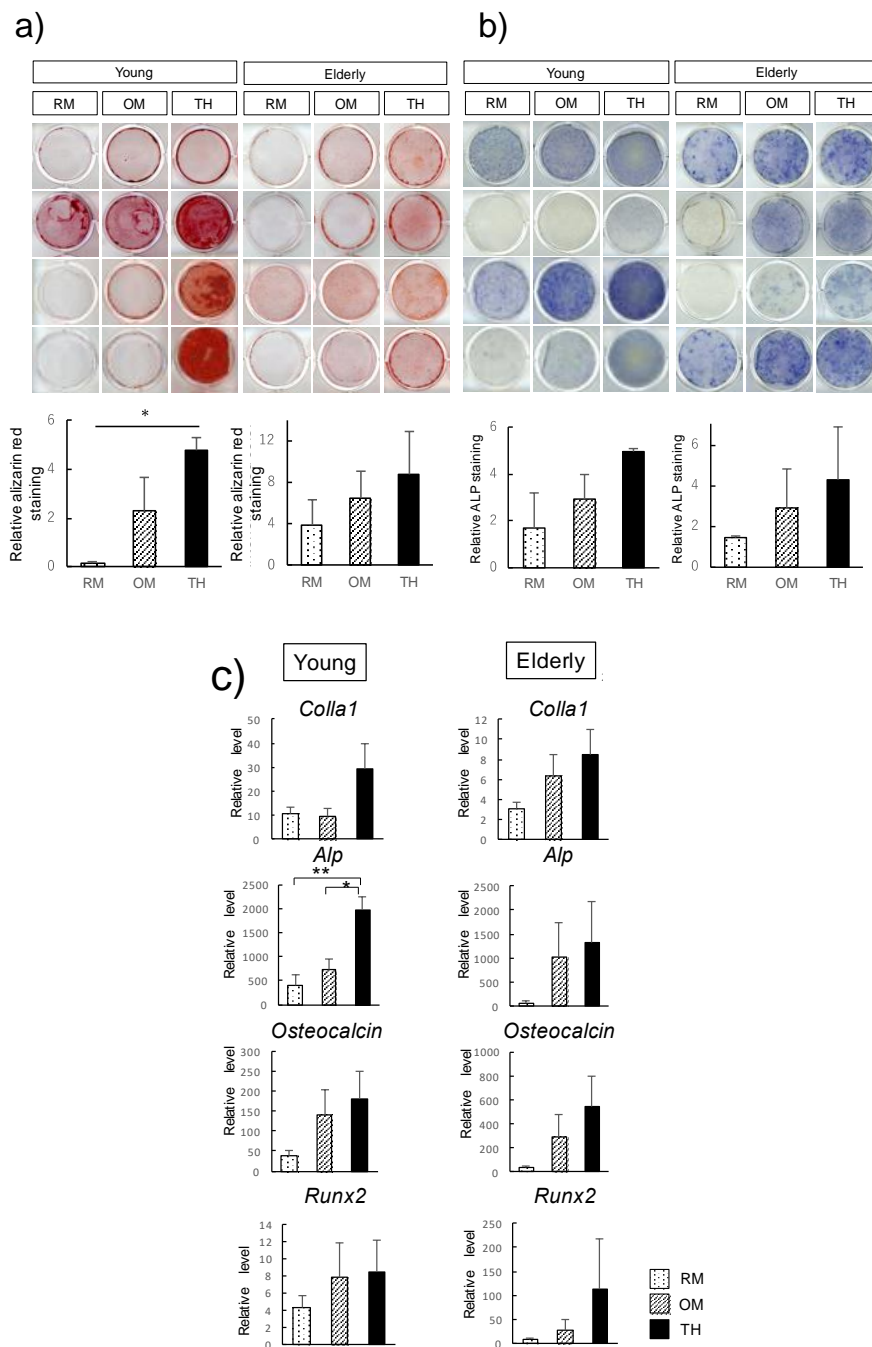 a)
Young Elderly
RM OM TH RM OM TH
Relative alizarin red
staining
6
4
2
0
*
RM OM TH
Relative alizarin red
staining
12
8
4
0
RM OM TH
b)
Young Elderly
RM OM TH RM OM TH
Relative ALP staining
6
4
2
0
RM OM TH
Relative ALP staining
6
4
2
0
RM OM TH
c)
Young
Colla1
Relative level
50
40
30
20
10
0
Alp
Relative level
2500
2000
1500
1000
500
0
**
*
Osteocalcin
Relative level
300
250
200
150
100
50
0
Runx2
Relative level
14
12
10
8
6
4
2
0
Elderly
Colla1
Relative level
12
10
8
6
4
2
0
Alp
Relative level
2500
2000
1500
1000
500
0
Osteocalcin
Relative level
1000
800
600
400
200
0
Runx2
Relative level
250
200
150
100
50
0
RM
OM
TH